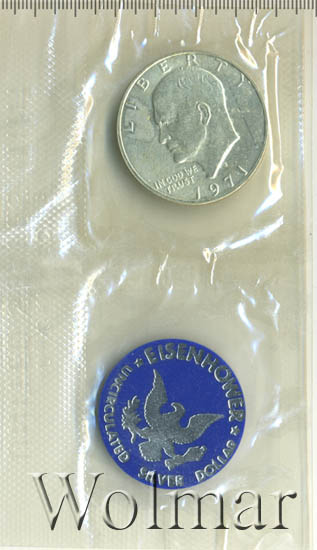 LIBERTY
IN GOD WE
TRUST
1971
EISENHOWER
UNCIRCULATED
SILVER DOLLAR
Wolmar